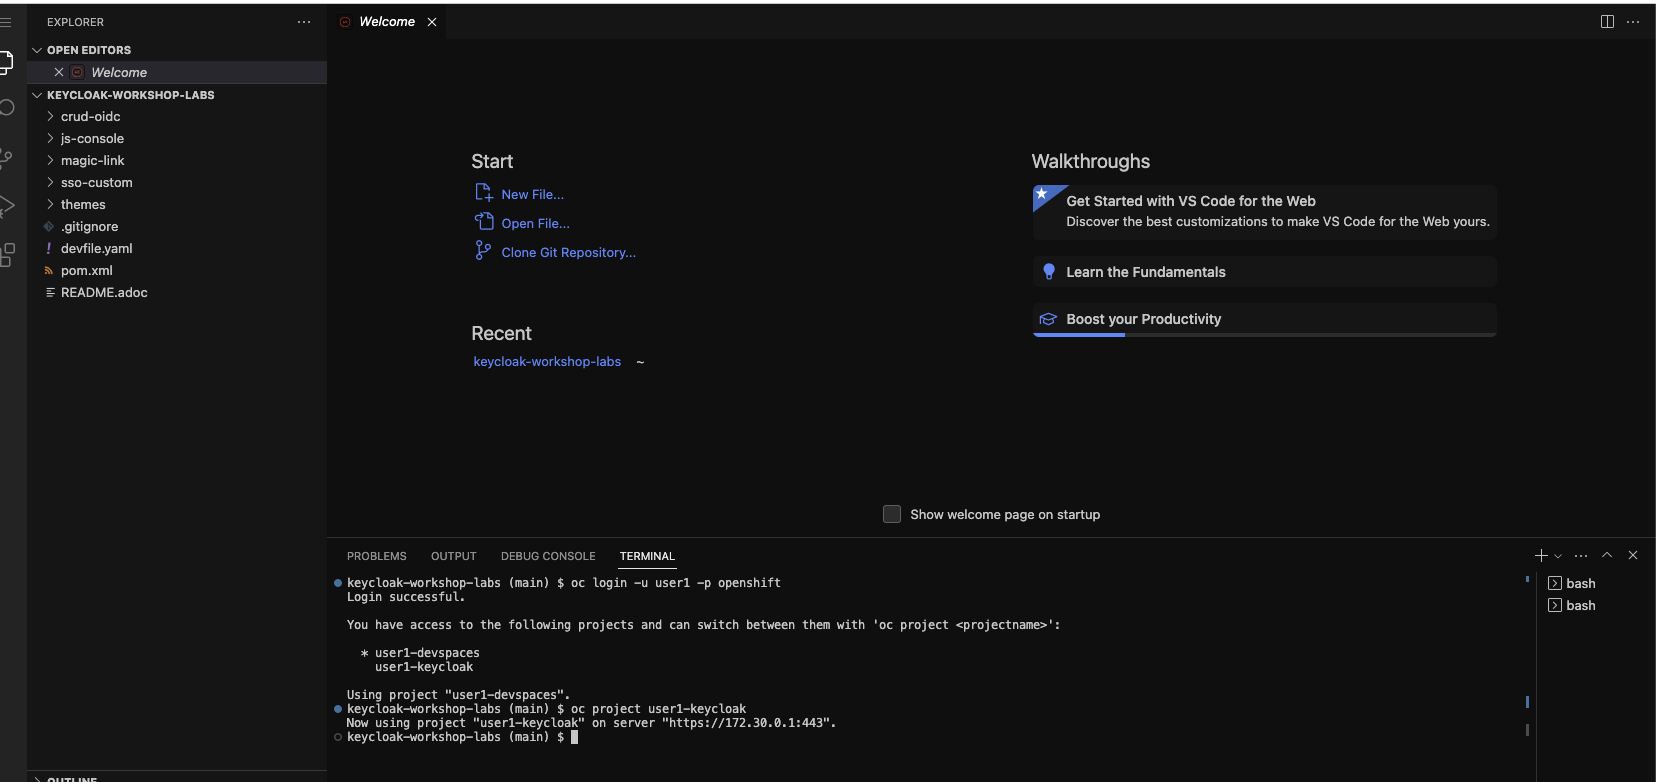 EXPLORER
OPEN EDITORS
Welcome
KEYCLOAK-WORKSHOP-LABS
crud-oidc
js-console
magic-link
sso-custom
themes
.gitignore
devfile.yaml
pom.xml
README.adoc
OUTLINE
Welcome
Start
New File...
Open File...
Clone Git Repository...
Recent
keycloak-workshop-labs ~
Walkthroughs
Get Started with VS Code for the Web
Discover the best customizations to make VS Code for the Web yours.
Learn the Fundamentals
Boost your Productivity
Show welcome page on startup
PROBLEMS OUTPUT DEBUG CONSOLE TERMINAL
keycloak-workshop-labs (main) $ oc login -u user1 -p openshift
Login successful.
You have access to the following projects and can switch between them with 'oc project <projectname>':
* user1-devspaces
user1-keycloak
Using project "user1-devspaces".
keycloak-workshop-labs (main) $ oc project user1-keycloak
Now using project "user1-keycloak" on server "https://172.30.0.1:443".
keycloak-workshop-labs (main) $
bash
bash